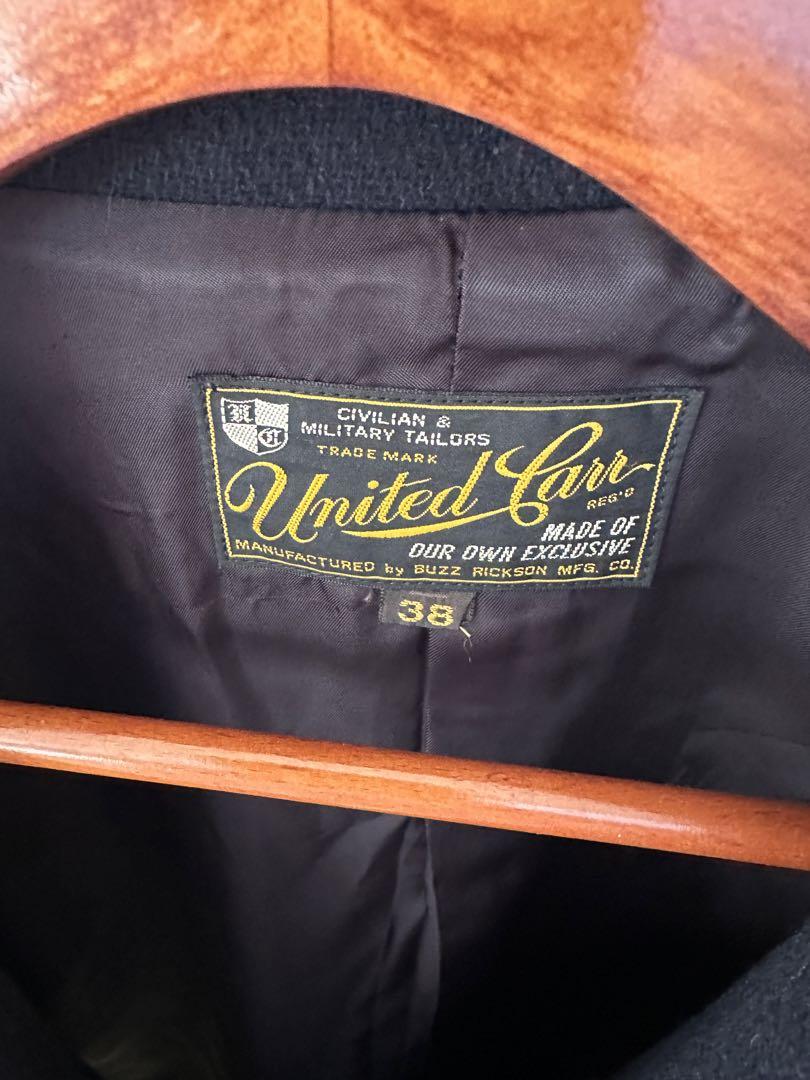 CIVILIAN &
MILITARY TAILORS
TRADE MARK
United Carr
REG'D
MADE OF
OUR OWN EXCLUSIVE
MANUFACTURED by BUZZ RICKSON MFG. CO.
38